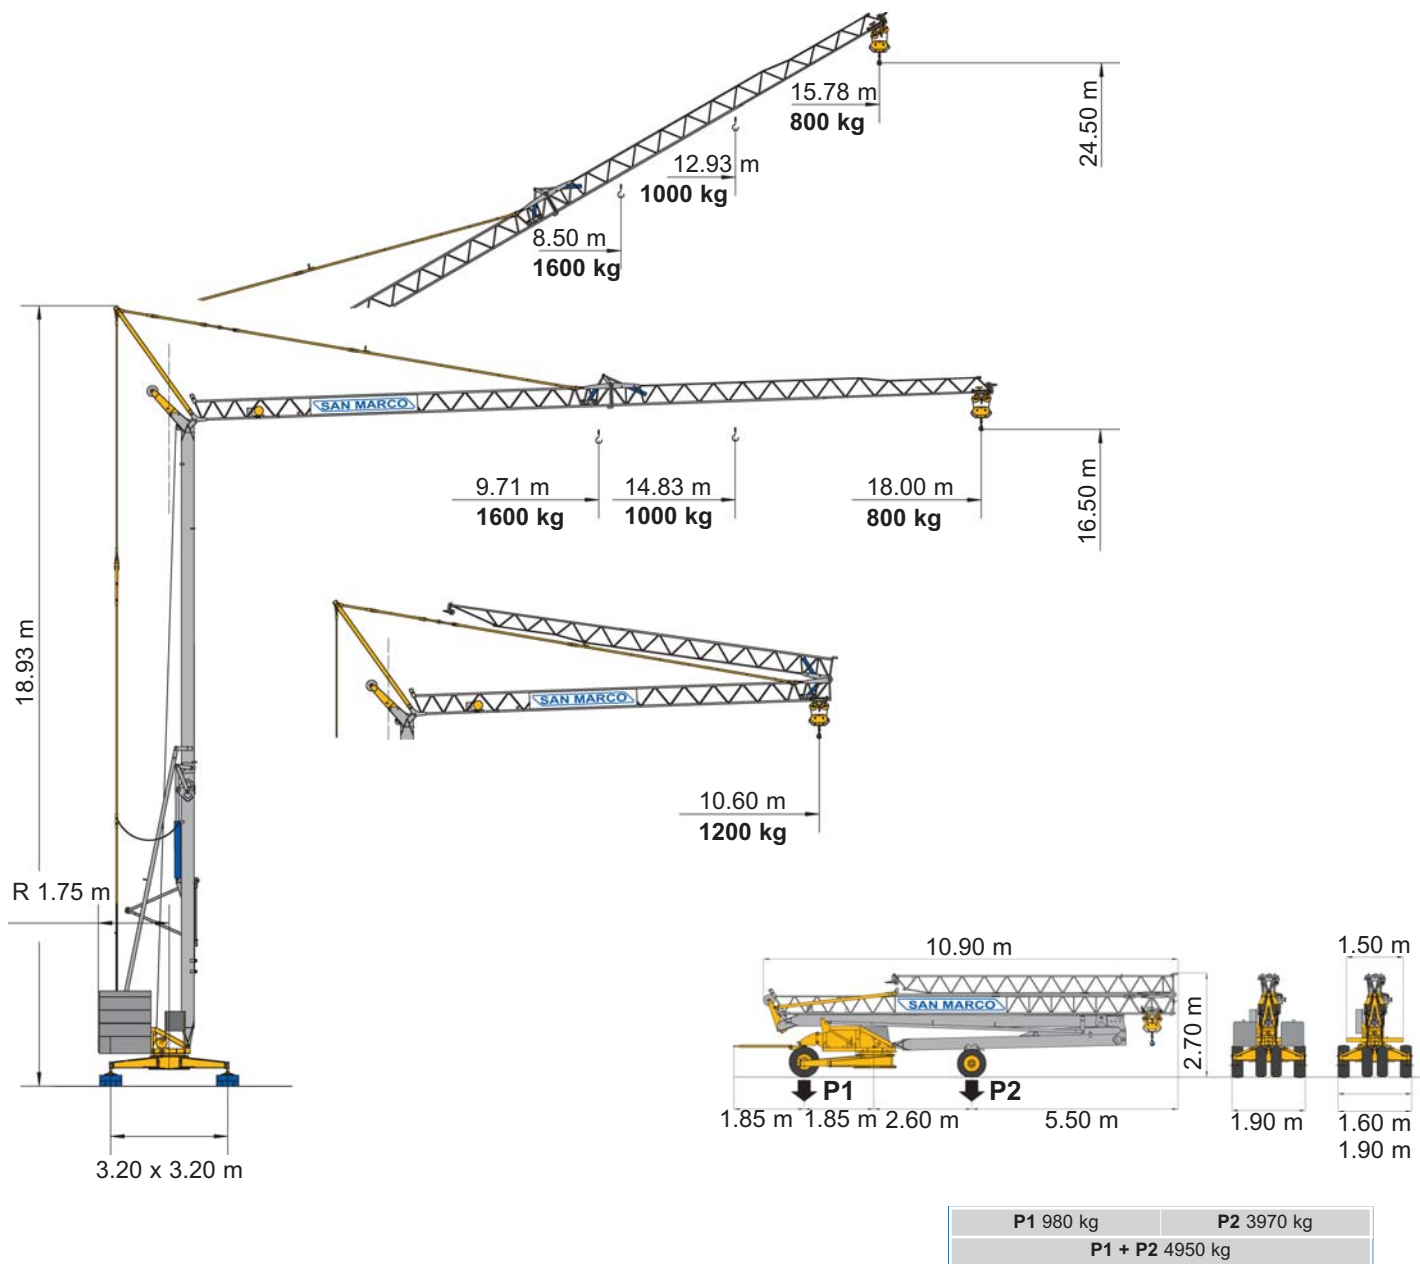 15.78 m
800 kg
24.50 m
12.93 m
1000 kg
8.50 m
1600 kg
SAN MARCO
9.71 m
1600 kg
14.83 m
1000 kg
18.00 m
800 kg
16.50 m
18.93 m
SAN MARCO
10.60 m
1200 kg
R 1.75 m
3.20 x 3.20 m
10.90 m
1.50 m
SAN MARCO
2.70 m
P1
P2
1.85 m
1.85 m
2.60 m
5.50 m
1.90 m
1.60 m
1.90 m
P1 980 kg
P2 3970 kg
P1 + P2 4950 kg